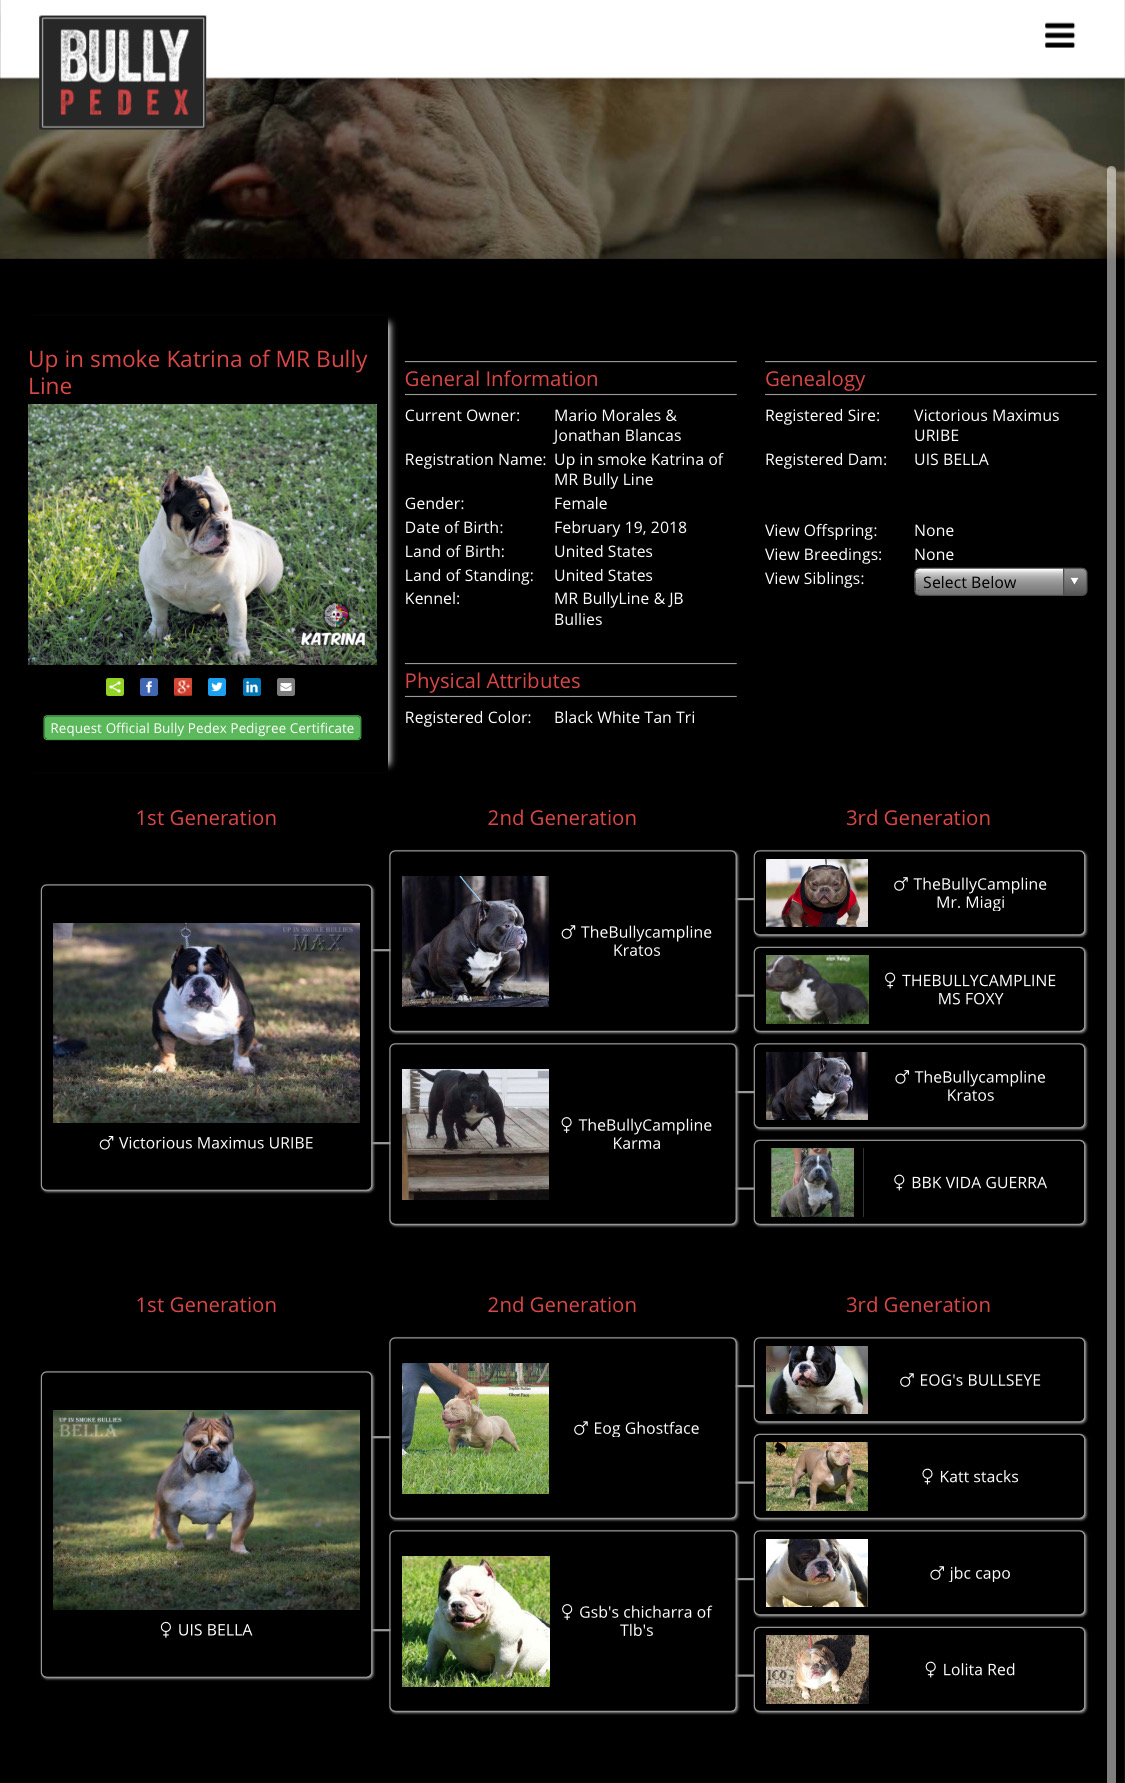 BULLY
PEDEX
Up in smoke Katrina of MR Bully
Line
KATRINA
Request Official Bully Pedex Pedigree Certificate
General Information
Current Owner: Mario Morales &
Jonathan Blancas
Registration Name: Up in smoke Katrina of
MR Bully Line
Gender: Female
Date of Birth: February 19, 2018
Land of Birth: United States
Land of Standing: United States
Kennel: MR BullyLine & JB
Bullies
Physical Attributes
Registered Color: Black White Tan Tri
Genealogy
Registered Sire: Victorious Maximus
URIBE
Registered Dam: UIS BELLA
View Offspring: None
View Breedings: None
View Siblings: Select Below
1st Generation
2nd Generation
3rd Generation
UP IN SMOKE BULLIES
MAX
♂ Victorious Maximus URIBE
♂ TheBullycampline
Kratos
♀ TheBullyCampline
Karma
♂ TheBullyCampline
Mr. Miagi
♀ THEBULLYCAMPLINE
MS FOXY
♂ TheBullycampline
Kratos
♀ BBK VIDA GUERRA
1st Generation
2nd Generation
3rd Generation
UP IN SMOKE BULLIES
BELLA
♀ UIS BELLA
♂ Eog Ghostface
♀ Gsb's chicharra of
Tlb's
♂ EOG's BULLSEYE
♀ Katt stacks
♂ jbc capo
♀ Lolita Red